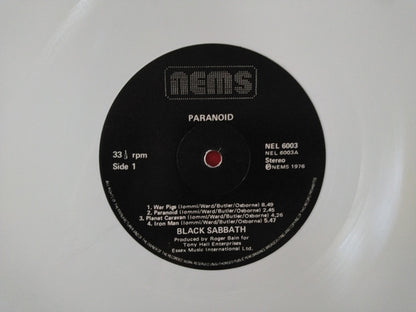 nems
PARANOID
33 1/3 rpm
Side 1
NEL 6003
NEL 6003A
Stereo
Ⓟ NEMS 1976
1. War Pigs (Iommi/Ward/Butler/Osborne) 8,49
2. Paranoid (Iommi/Ward/Butler/Osborne) 2,45
3. Planet Caravan (Iommi/Ward/Butler/Osborne) 4,26
4. Iron Man (Iommi/Ward/Butler/Osborne) 5,47
BLACK SABBATH
Produced by Roger Bain for
Tony Hall Enterprises
Essex Music International Ltd.